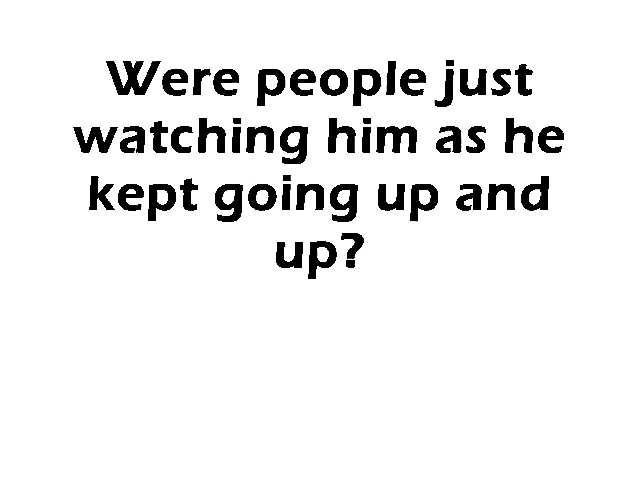 Were people just
watching him as he
kept going up and
up?